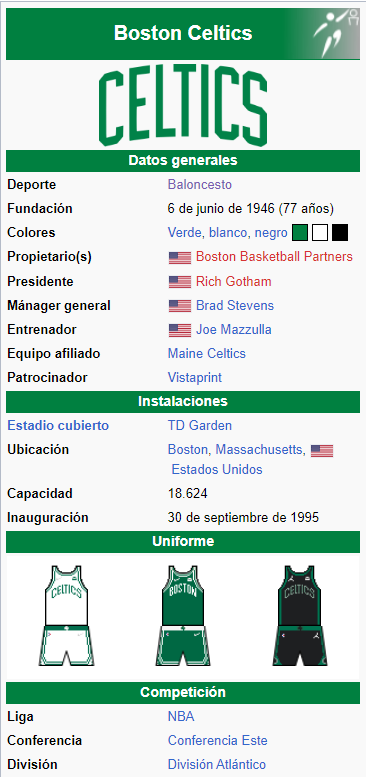 Boston Celtics
CELTICS
Datos generales
Deporte Baloncesto
Fundación 6 de junio de 1946 (77 años)
Colores Verde, blanco, negro
Propietario(s) Boston Basketball Partners
Presidente Rich Gotham
Mánager general Brad Stevens
Entrenador Joe Mazzulla
Equipo afiliado Maine Celtics
Patrocinador Vistaprint
Instalaciones
Estadio cubierto TD Garden
Ubicación Boston, Massachusetts,
Estados Unidos
Capacidad 18.624
Inauguración 30 de septiembre de 1995
Uniforme
CELTICS BOSTON CELTICS
Competición
Liga NBA
Conferencia Conferencia Este
División División Atlántico